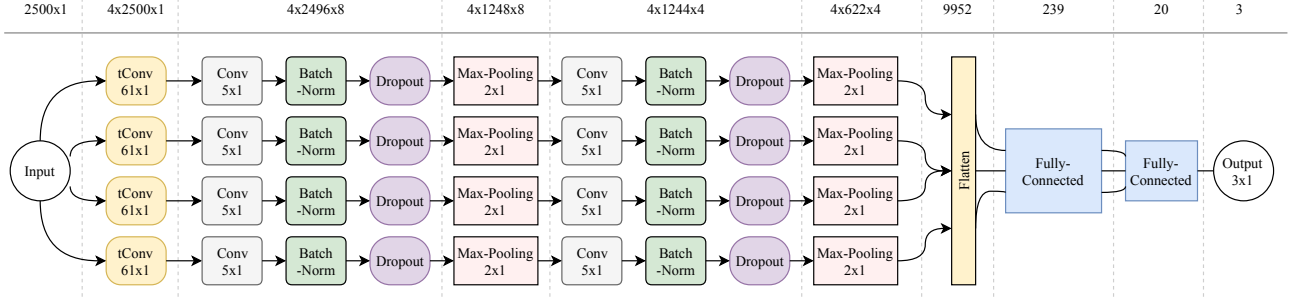 2500x1 4x2500x1 4x2496x8 4x1248x8 4x1244x4 4x622x4 9952 239 20 3
tConv Conv Batch Dropout Max-Pooling Conv Batch Dropout Max-Pooling
61x1 5x1 -Norm 2x1 5x1 -Norm 2x1
tConv Conv Batch Dropout Max-Pooling Conv Batch Dropout Max-Pooling
61x1 5x1 -Norm 2x1 5x1 -Norm 2x1
Input
Flatten
Fully-
Connected
Fully-
Connected
Output
3x1
tConv Conv Batch Dropout Max-Pooling Conv Batch Dropout Max-Pooling
61x1 5x1 -Norm 2x1 5x1 -Norm 2x1
tConv Conv Batch Dropout Max-Pooling Conv Batch Dropout Max-Pooling
61x1 5x1 -Norm 2x1 5x1 -Norm 2x1